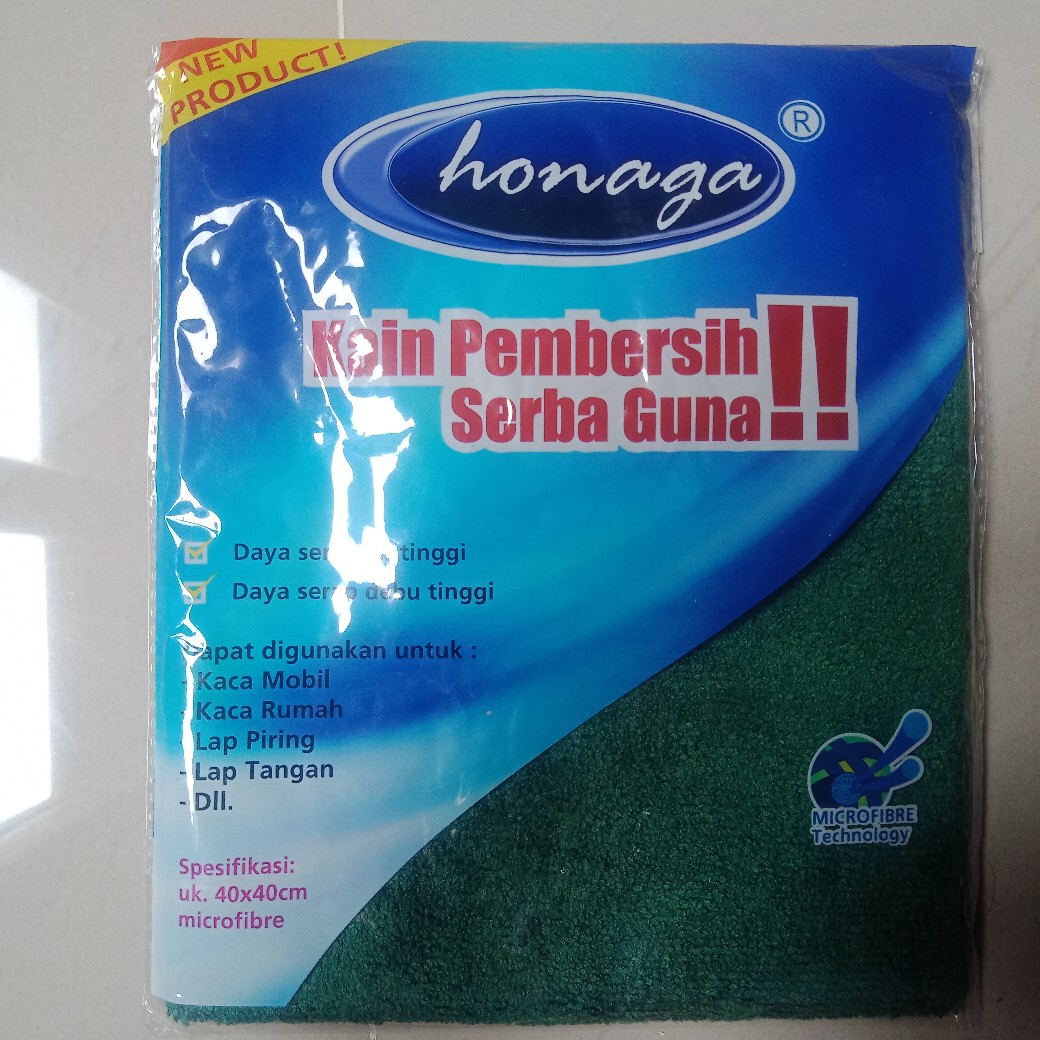 NEW
PRODUCT!
honaga
®
Kain Pembersih
Serba Guna!!
Daya tinggi
Daya serap debu tinggi
Dapat digunakan untuk :
- Kaca Mobil
- Kaca Rumah
- Lap Piring
- Lap Tangan
- Dll.
Spesifikasi:
uk. 40x40cm
microfibre
MICROFIBRE
Technology